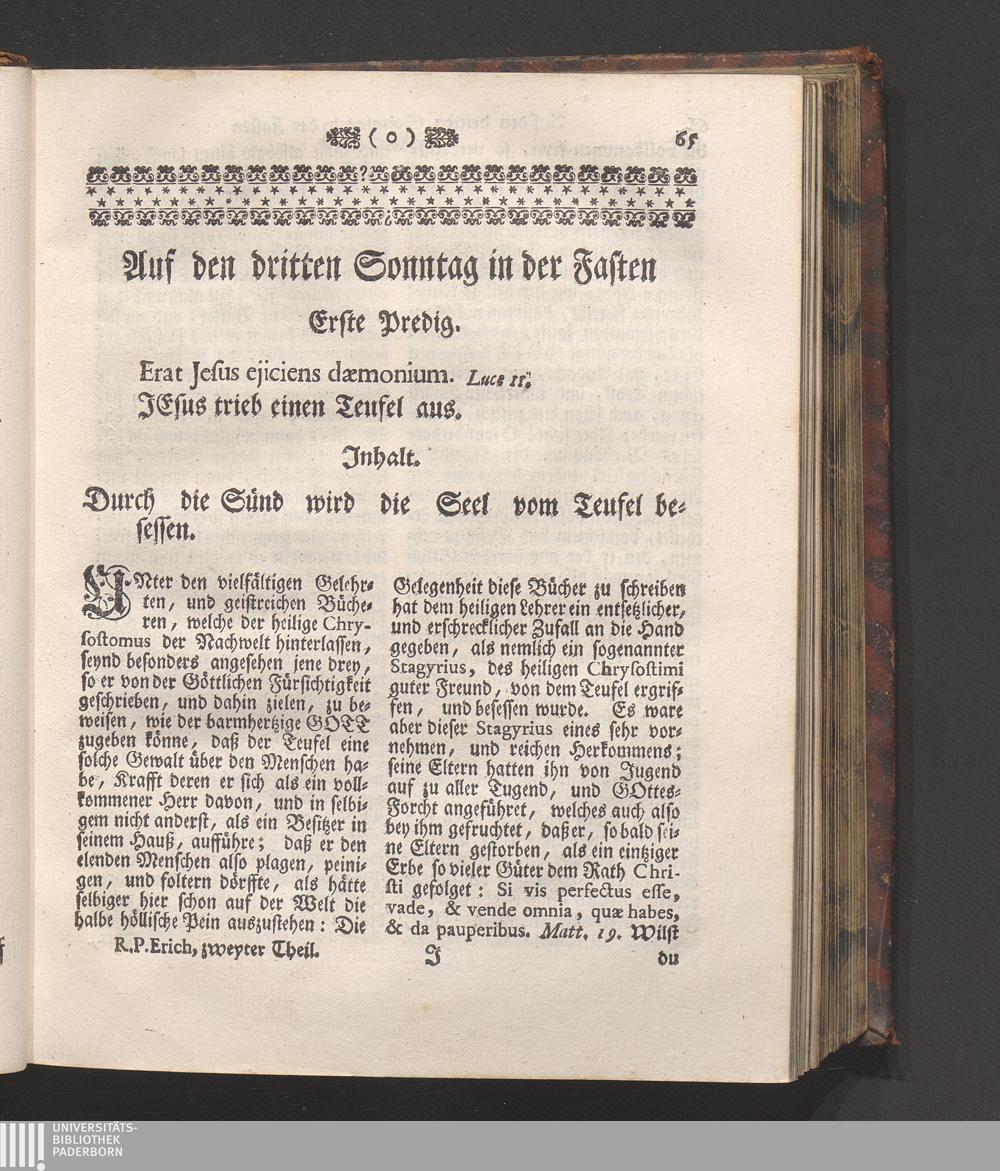 ( o )
65
Auf den dritten Sonntag in der Fasten
Erste Predig.
Erat Jesus ejiciens dæmonium. Luce 11.
JEsus trieb einen Teufel aus.
Inhalt.
Durch die Sünd wird die Seel vom Teufel be-
sessen.
UNter den vielfältigen Gelehr-
ten, und geistreichen Büche-
ren, welche der heilige Chry-
sostomus der Nachwelt hinterlassen,
seynd besonders angesehen jene drey,
so er von der Göttlichen Fürsichtigkeit
geschrieben, und dahin zielen, zu be-
weisen, wie der barmhertzige GOTT
zugeben könne, daß der Teufel eine
solche Gewalt über den Menschen ha-
be, Krafft deren er sich als ein voll-
kommener Herr davon, und in selbi-
gem nicht anderst, als ein Besitzer in
seinem Hauß, aufführe; daß er den
elenden Menschen also plagen, peini-
gen, und foltern dörffte, als hätte
selbiger hier schon auf der Welt die
halbe höllische Pein auszustehen: Die
Gelegenheit diese Bücher zu schreiben
hat dem heiligen Lehrer ein entsetzlicher,
und erschrecklicher Zufall an die Hand
gegeben, als nemlich ein sogenannter
Stagyrius, des heiligen Chrysostimi
guter Freund, von dem Teufel ergrif-
fen, und besessen wurde. Es ware
aber dieser Stagyrius eines sehr vor-
nehmen, und reichen Herkommens;
seine Eltern hatten ihn von Jugend
auf zu aller Tugend, und GOttes-
Forcht angeführet, welches auch also
bey ihm gefruchtet, daß er, so bald sei-
ne Eltern gestorben, als ein eintziger
Erbe so vieler Güter dem Rath Chri-
sti gefolget: Si vis perfectus esse,
vade, & vende omnia, quæ habes,
& da pauperibus. Matt. 19. Wilst
R. P. Erich, zweyter Theil.
J
du
UNIVERSITÄTS-
BIBLIOTHEK
PADERBORN